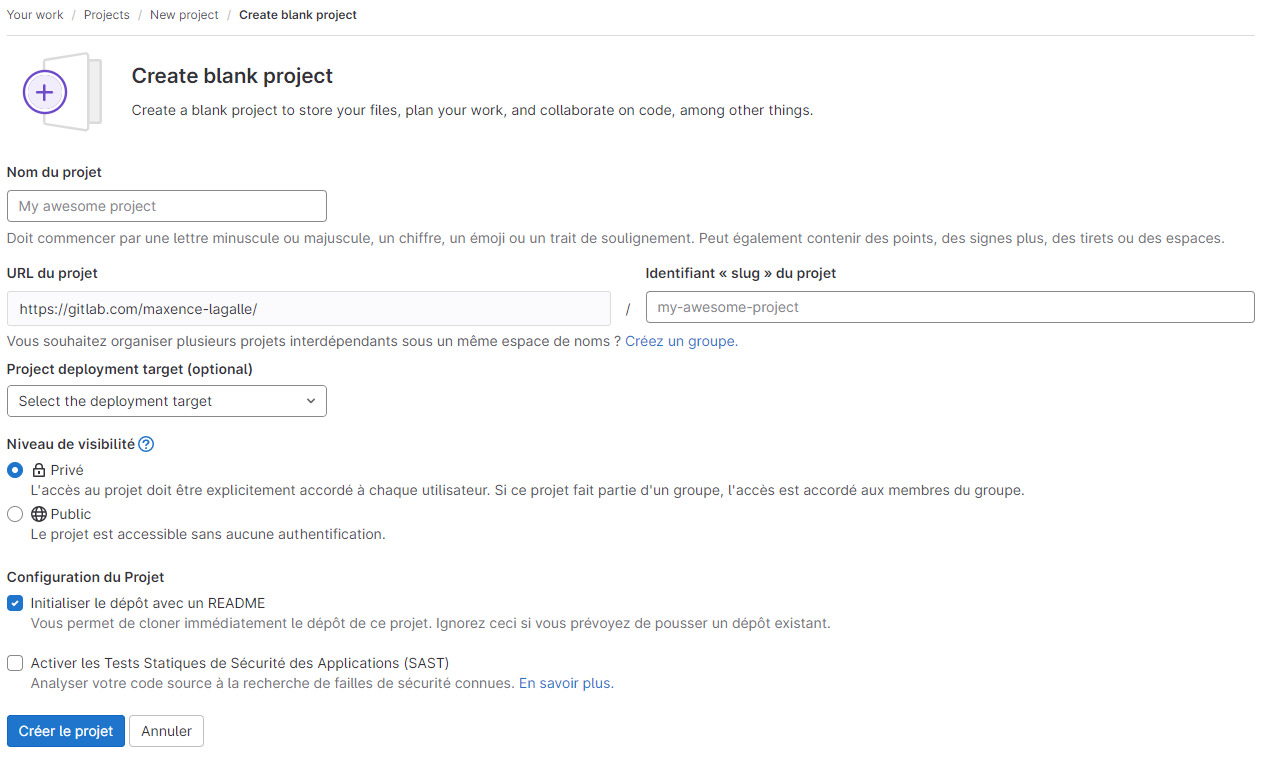 Your work / Projects / New project / Create blank project
Create blank project
Create a blank project to store your files, plan your work, and collaborate on code, among other things.
Nom du projet
My awesome project
Doit commencer par une lettre minuscule ou majuscule, un chiffre, un émoji ou un trait de soulignement. Peut également contenir des points, des signes plus, des tirets ou des espaces.
URL du projet
Identifiant « slug » du projet
https://gitlab.com/maxence-lagalle/
/
my-awesome-project
Vous souhaitez organiser plusieurs projets interdépendants sous un même espace de noms ? Créez un groupe.
Project deployment target (optional)
Select the deployment target
Niveau de visibilité ?
Privé
L'accès au projet doit être explicitement accordé à chaque utilisateur. Si ce projet fait partie d'un groupe, l'accès est accordé aux membres du groupe.
Public
Le projet est accessible sans aucune authentification.
Configuration du Projet
Initialiser le dépôt avec un README
Vous permet de cloner immédiatement le dépôt de ce projet. Ignorez ceci si vous prévoyez de pousser un dépôt existant.
Activer les Tests Statiques de Sécurité des Applications (SAST)
Analyser votre code source à la recherche de failles de sécurité connues. En savoir plus.
Créer le projet
Annuler